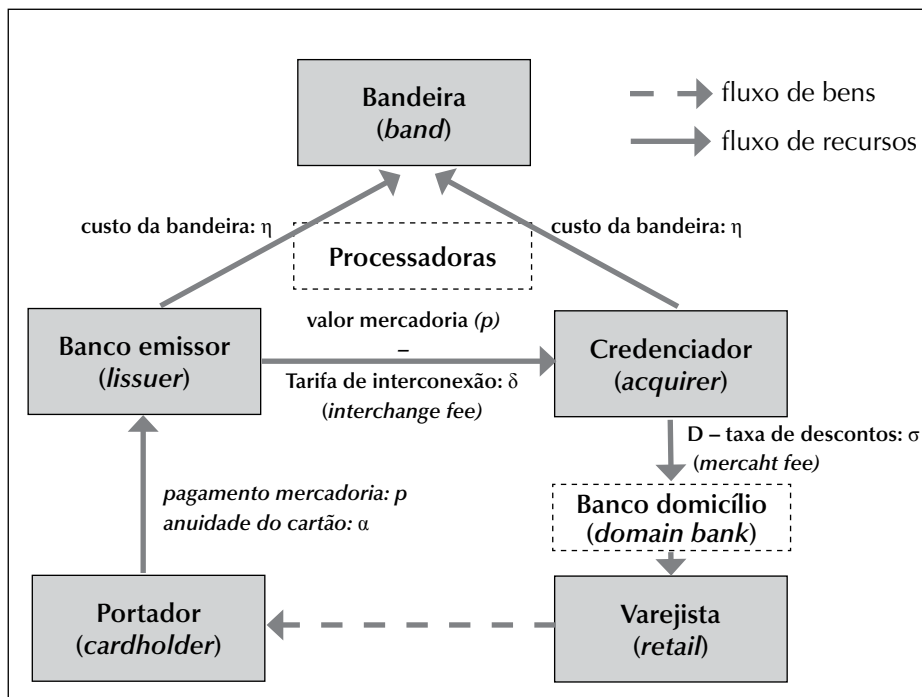 Bandeira
(band)
fluxo de bens
fluxo de recursos
custo da bandeira: η
custo da bandeira: η
Processadoras
Banco emissor
(lissuer)
valor mercadoria (p)
–
Tarifa de interconexão: δ
(interchange fee)
Credenciador
(acquirer)
D – taxa de descontos: σ
(mercaht fee)
pagamento mercadoria: p
anuidade do cartão: α
Banco domicílio
(domain bank)
Portador
(cardholder)
Varejista
(retail)